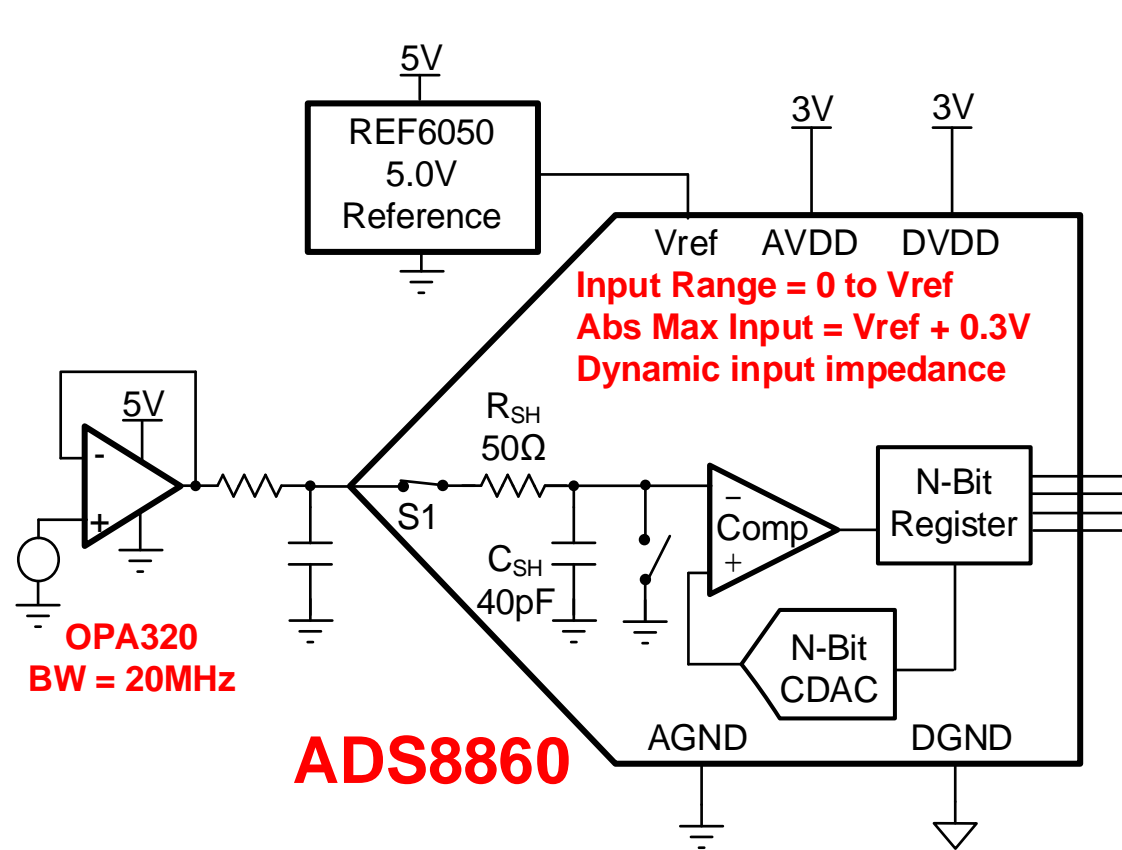 5V
REF6050
5.0V
Reference
3V
3V
Vref
AVDD
DVDD
Input Range = 0 to Vref
Abs Max Input = Vref + 0.3V
Dynamic input impedance
5V
-
+
OPA320
BW = 20MHz
S1
RSH
50Ω
CSH
40pF
−
Comp
+
N-Bit
Register
N-Bit
CDAC
AGND
DGND
ADS8860